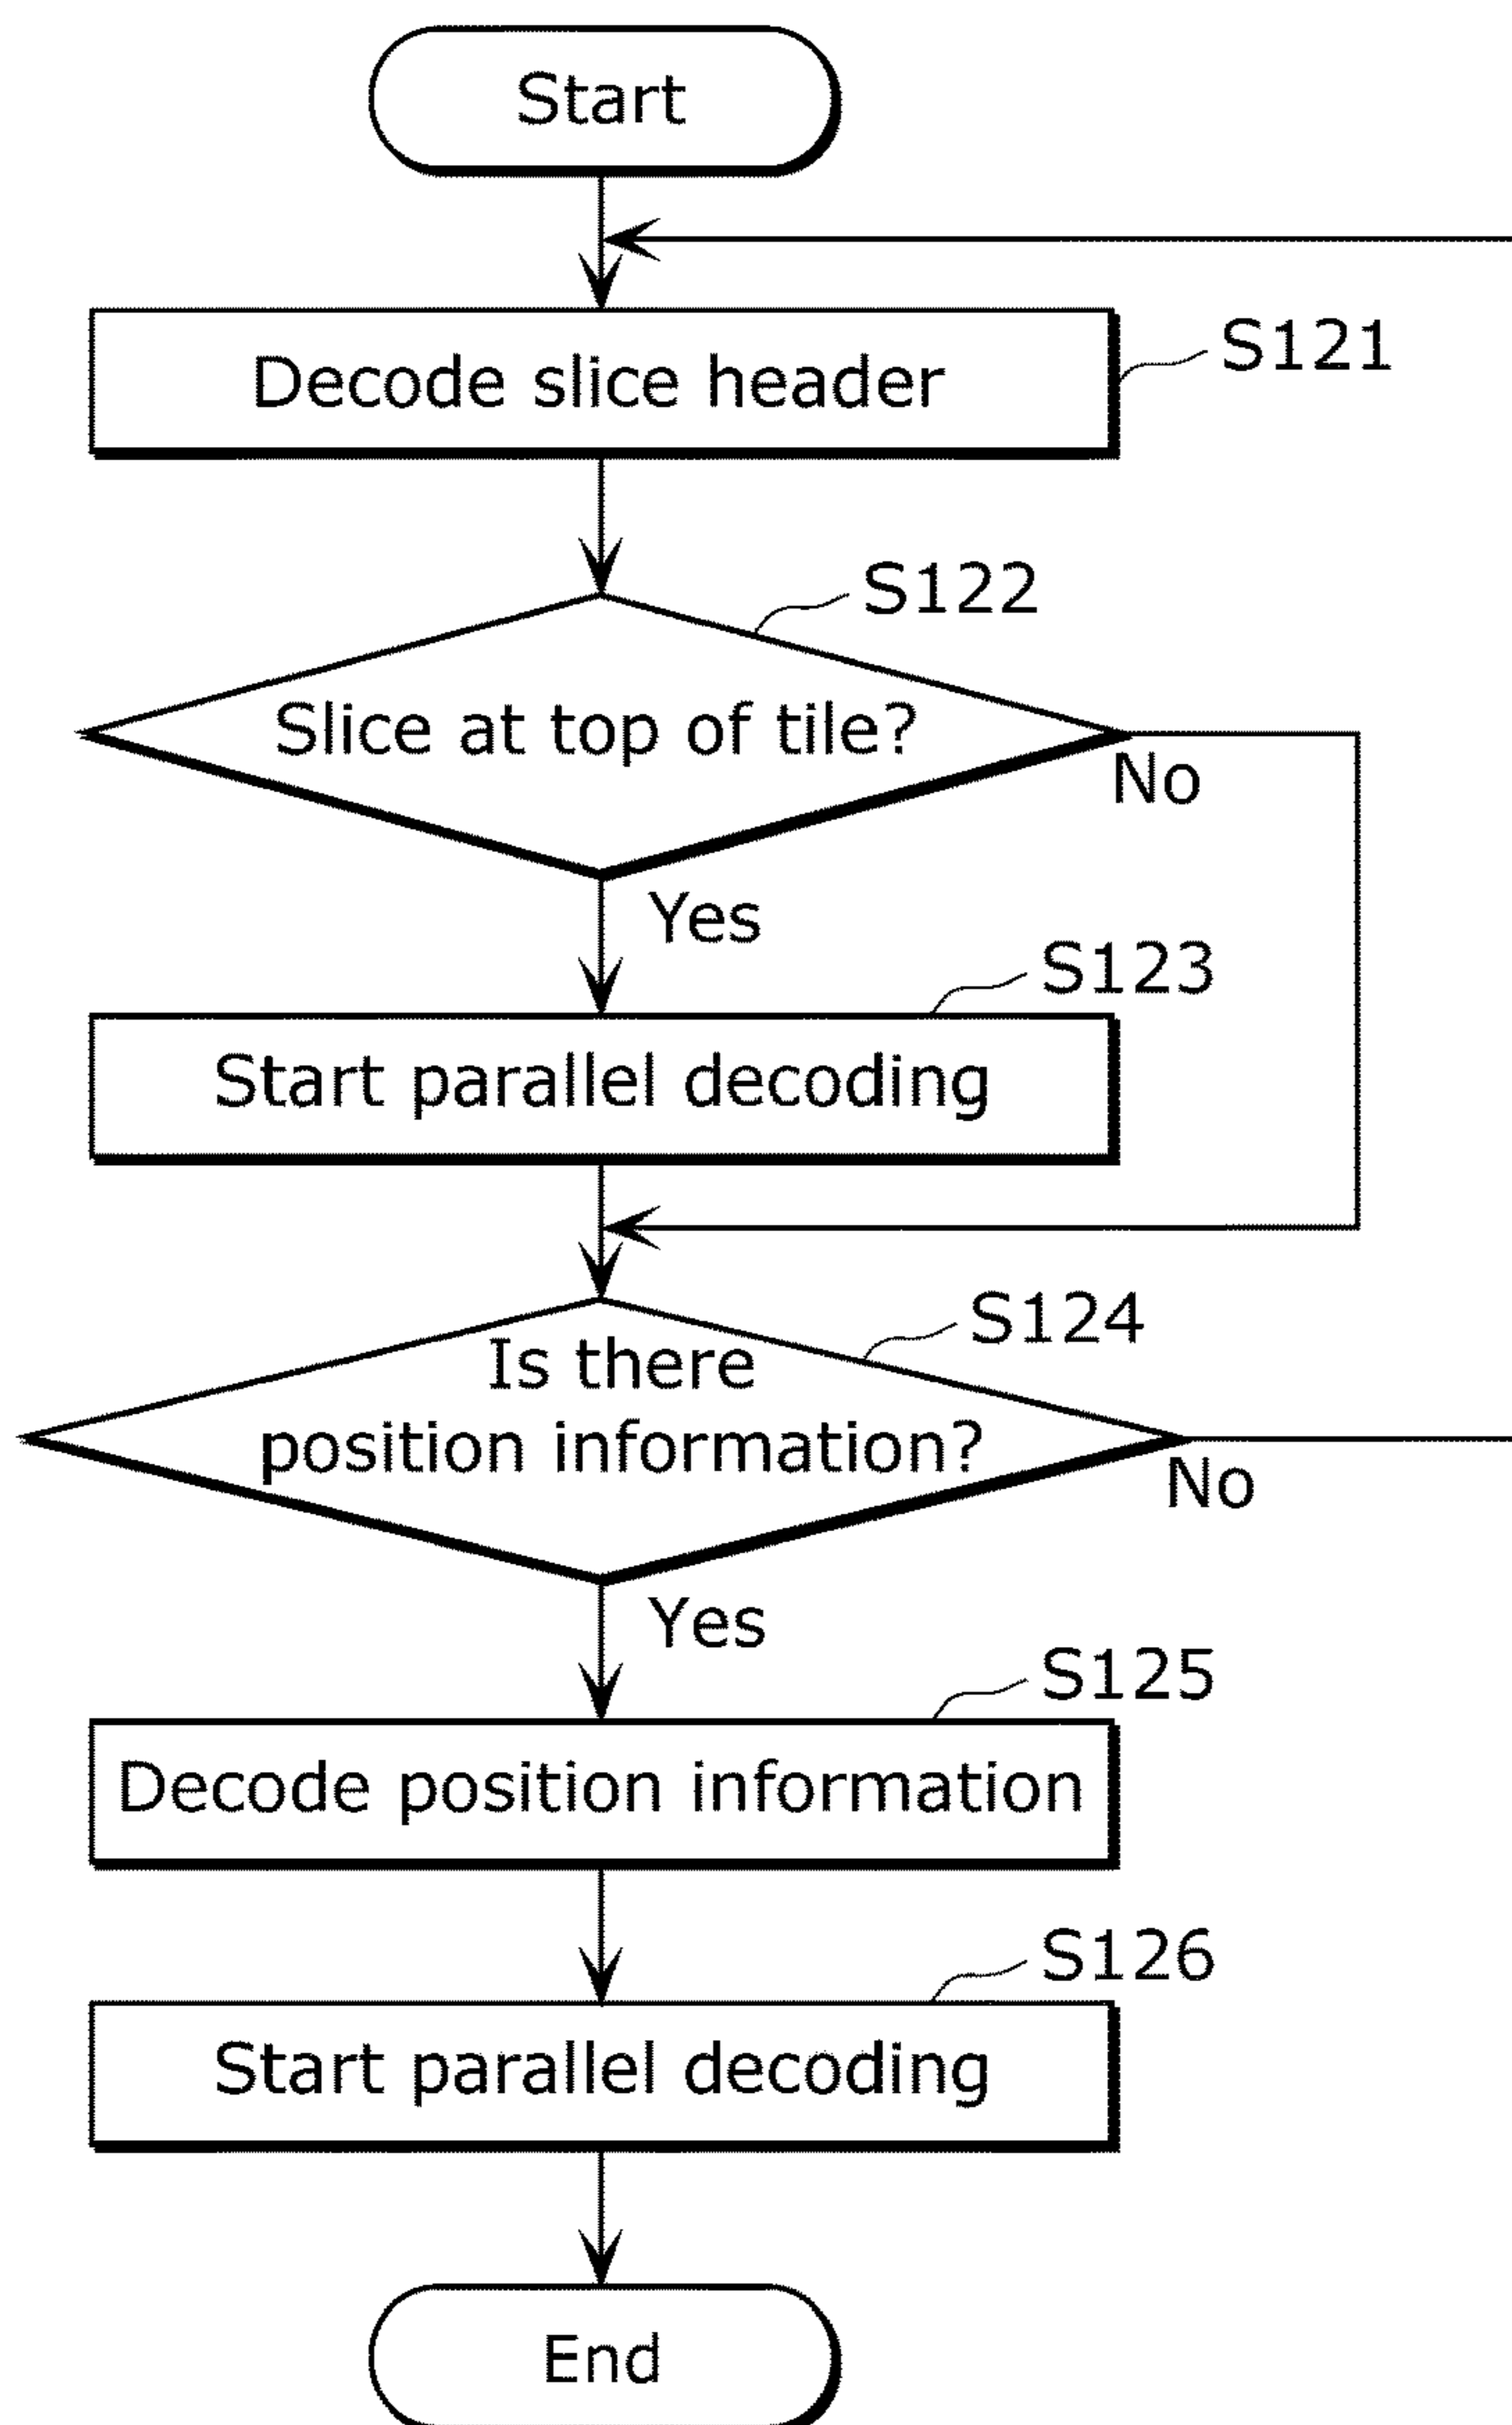 Start
Decode slice header
S121
S122
Slice at top of tile?
No
Yes
S123
Start parallel decoding
S124
Is there
position information?
No
Yes
S125
Decode position information
S126
Start parallel decoding
End